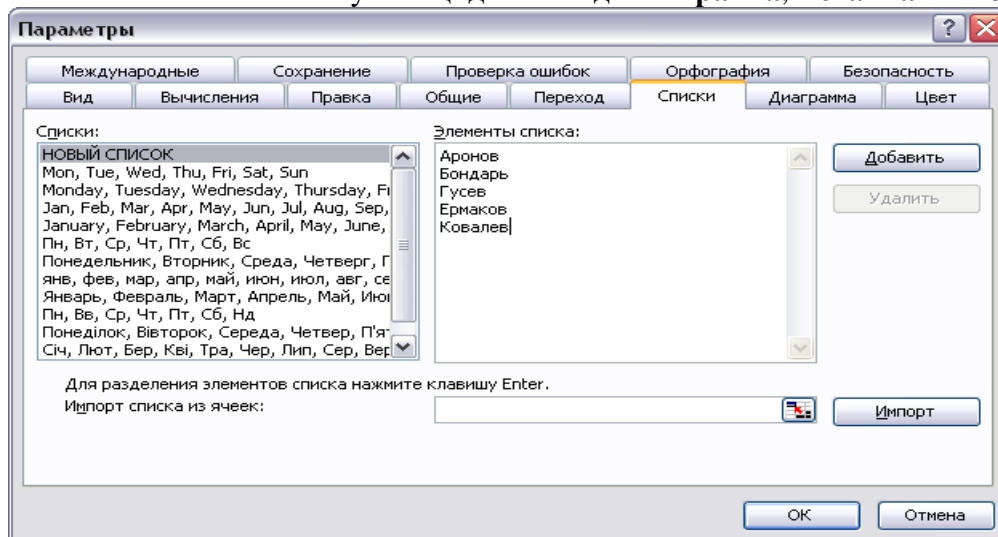 Параметры
Международные Сохранение Проверка ошибок Орфография Безопасность
Вид Вычисления Правка Общие Переход Списки Диаграмма Цвет
Списки:
НОВЫЙ СПИСОК
Mon, Tue, Wed, Thu, Fri, Sat, Sun
Monday, Tuesday, Wednesday, Thursday, Fi
Jan, Feb, Mar, Apr, May, Jun, Jul, Aug, Sep,
January, February, March, April, May, June,
Пн, Вт, Ср, Чт, Пт, Сб, Вс
Понедельник, Вторник, Среда, Четверг, П
янв, фев, мар, апр, май, июн, июл, авг, се
Январь, Февраль, Март, Апрель, Май, Июн
Пн, Вв, Ср, Чт, Пт, Сб, Нд
Понеділок, Вівторок, Середа, Четвер, П'я
Січ, Лют, Бер, Кві, Тра, Чер, Лип, Сер, Вер
Элементы списка:
Аронов
Бондарь
Гусев
Ермаков
Ковалев
Добавить
Удалить
Для разделения элементов списка нажмите клавишу Enter.
Импорт списка из ячеек:
Импорт
ОК Отмена